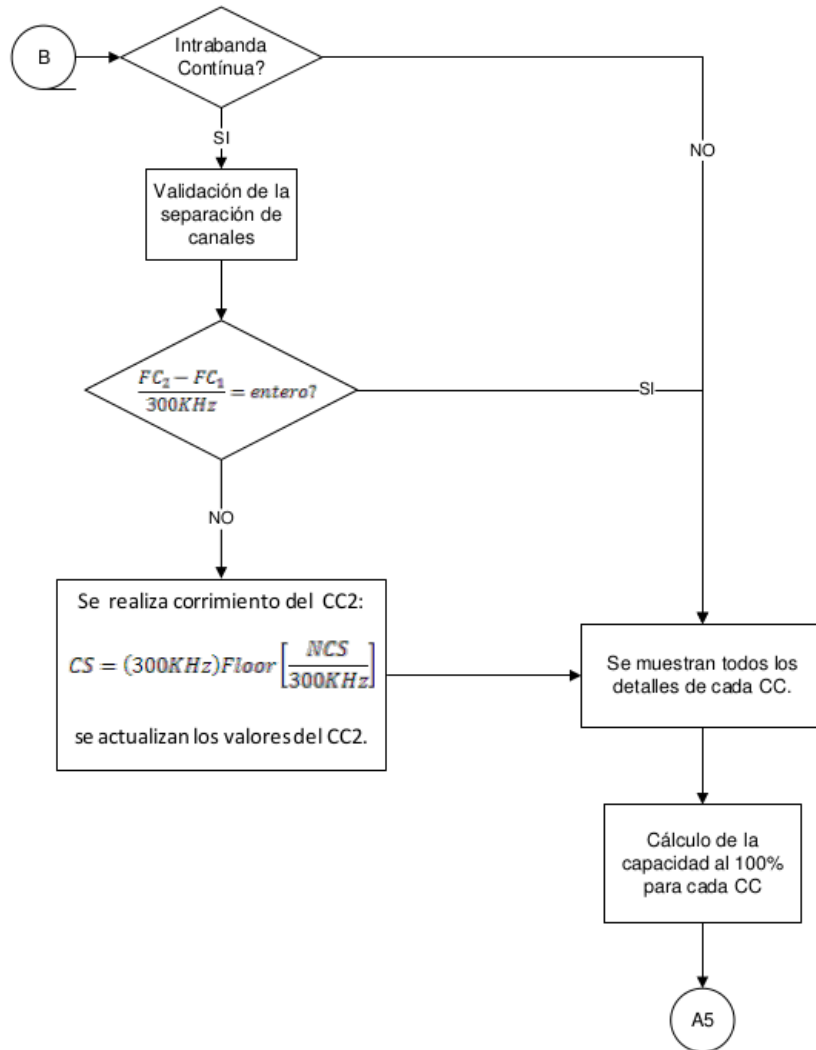 B
Intrabanda
Contínua?
SI
NO
Validación de la
separación de
canales
FC₂ − FC₁
300KHz
= entero?
SI
NO
Se realiza corrimiento del CC2:
CS = (300KHz)Floor[NCS/300KHz]
se actualizan los valores del CC2.
Se muestran todos los
detalles de cada CC.
Cálculo de la
capacidad al 100%
para cada CC
A5